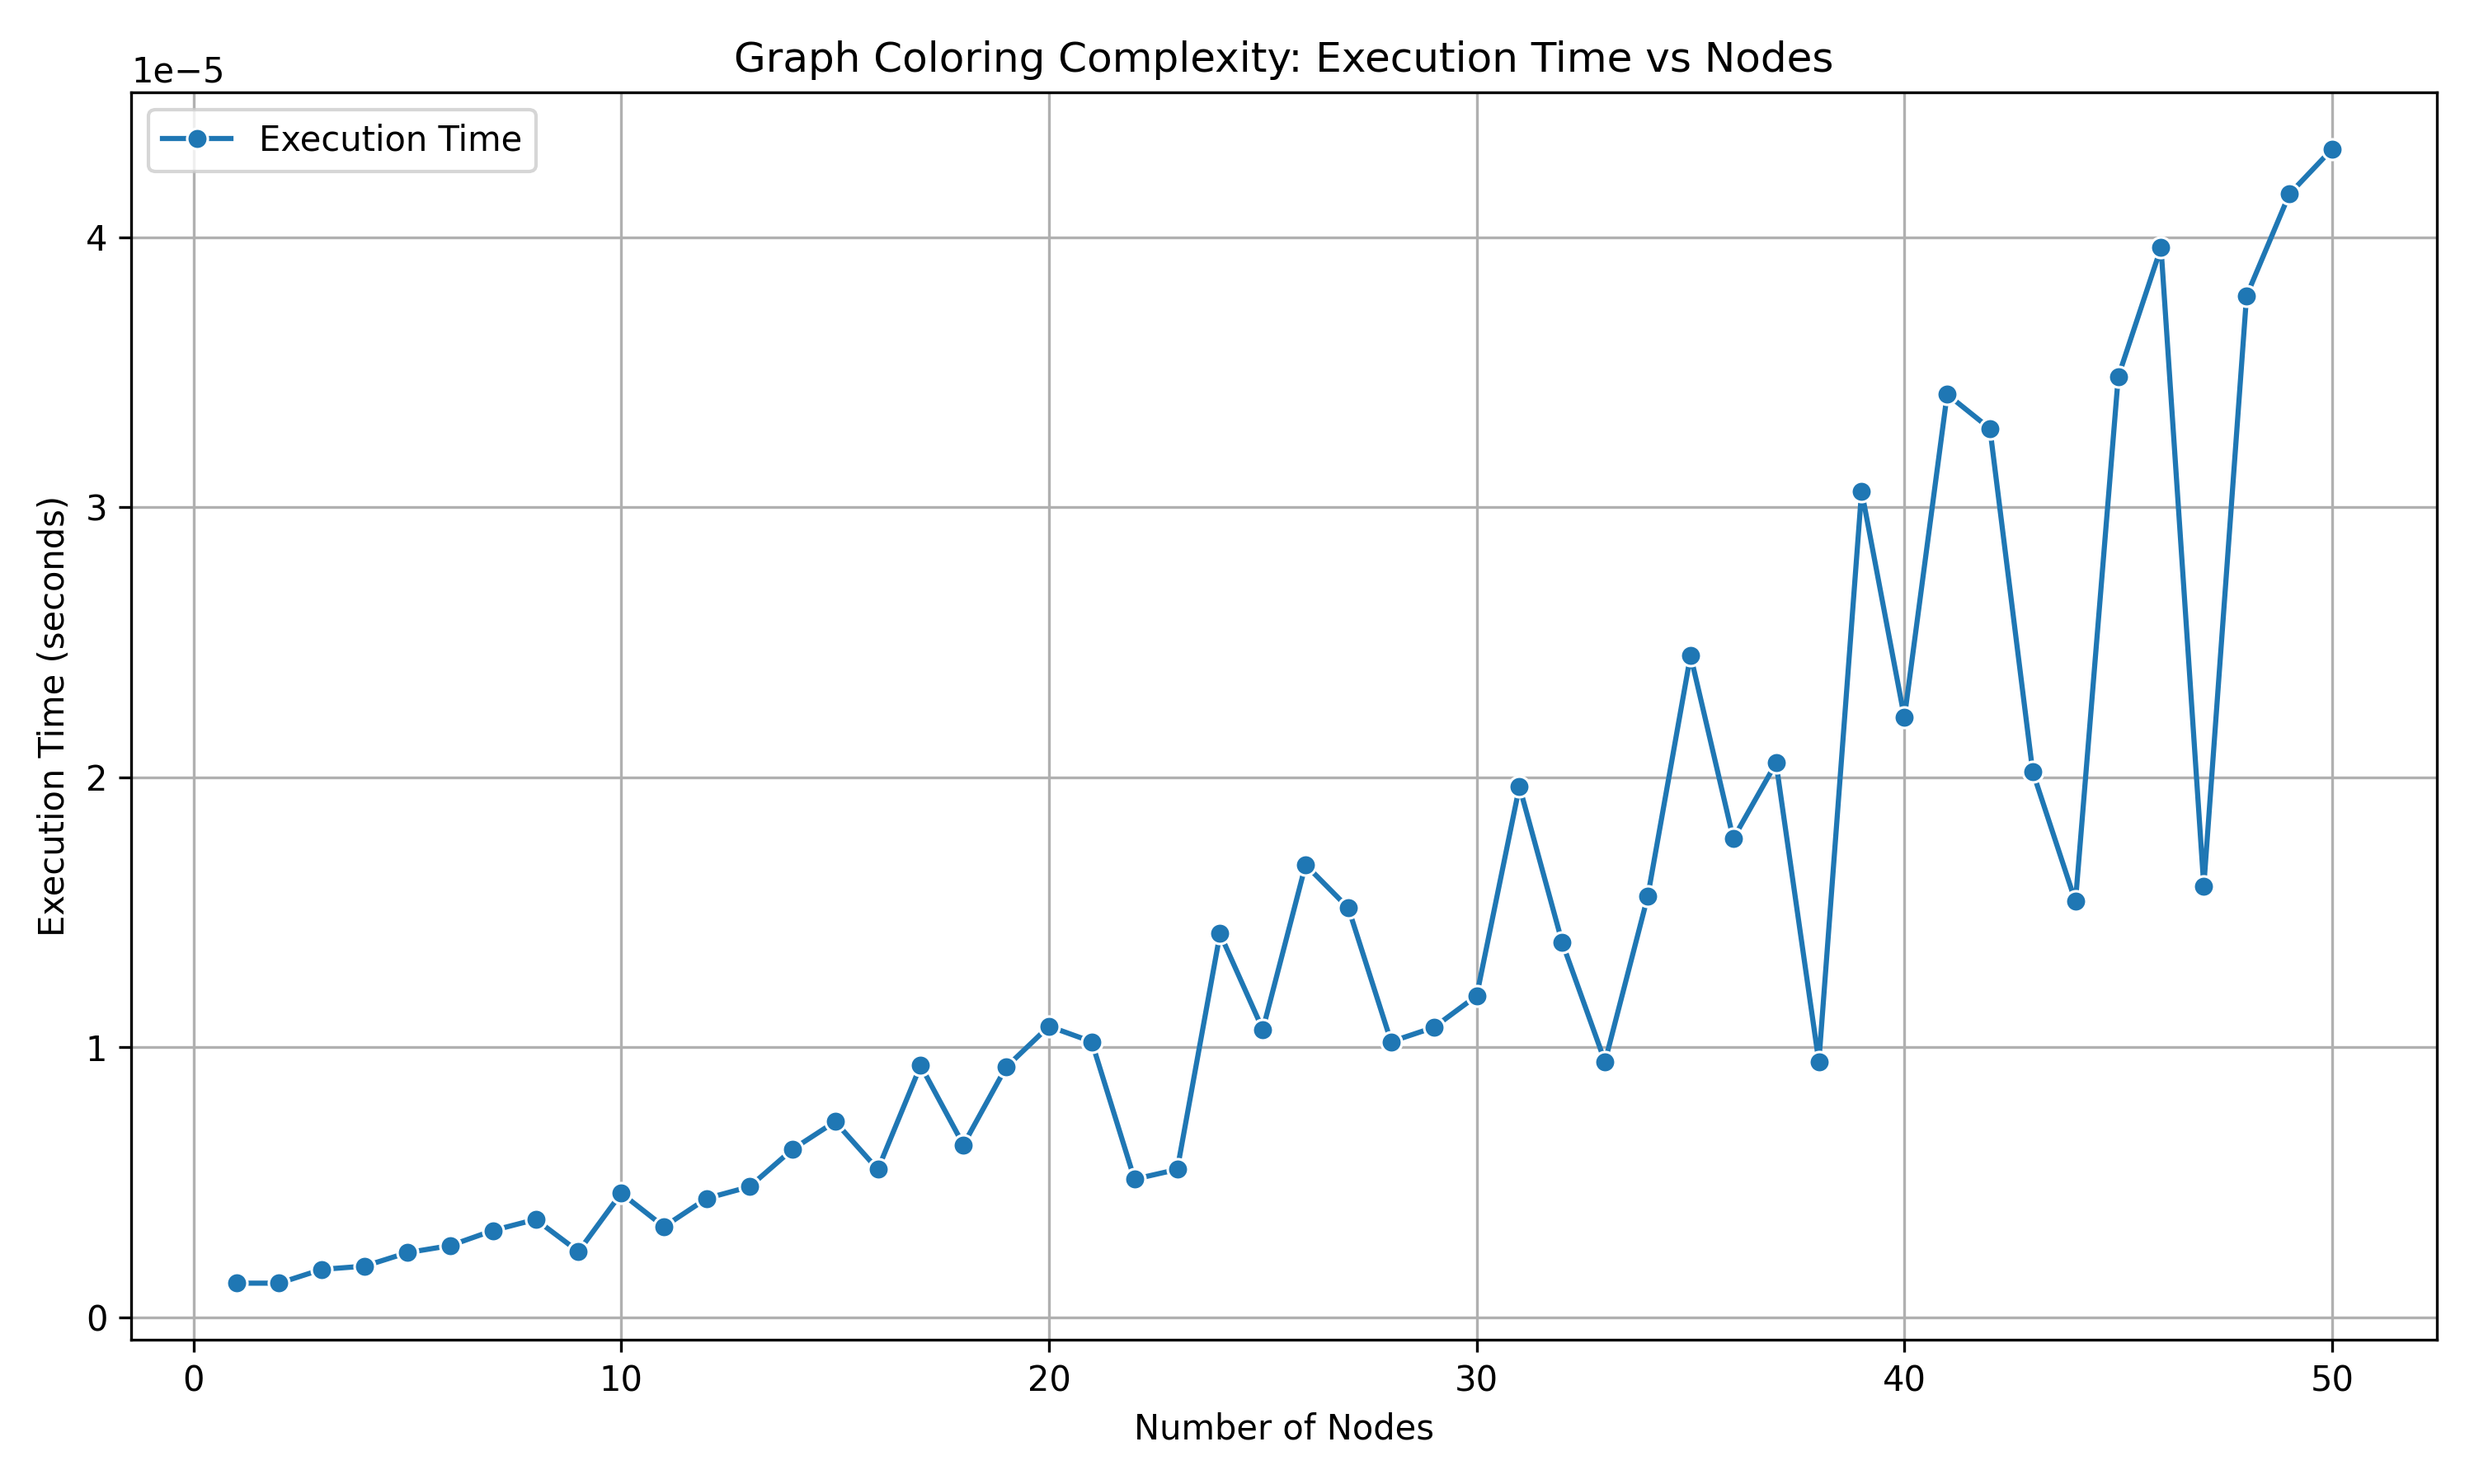 Graph Coloring Complexity: Execution Time vs Nodes
1e−5
Execution Time
4
3
2
1
0
Execution Time (seconds)
0 10 20 30 40 50
Number of Nodes